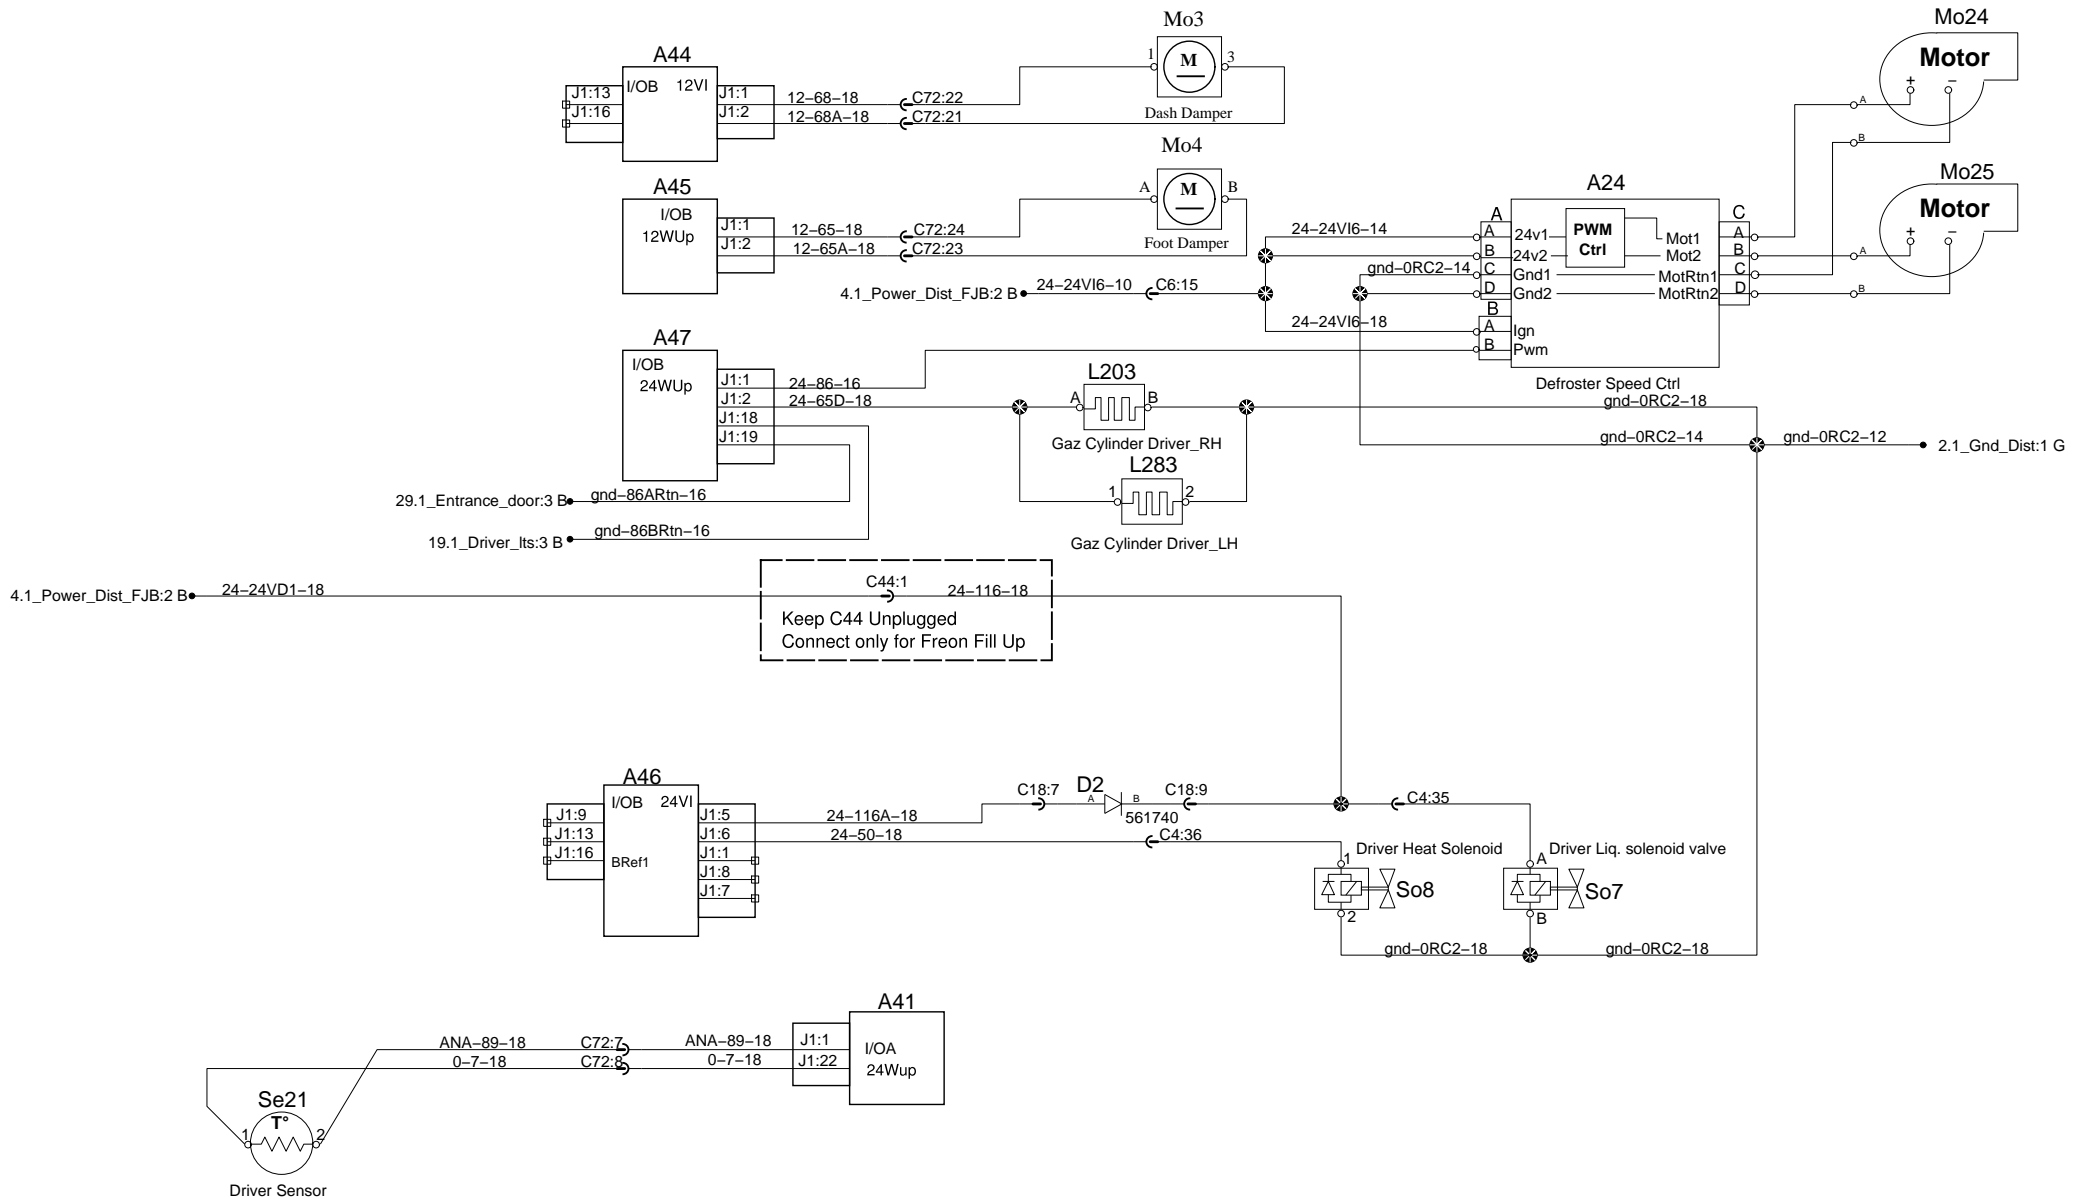 Mo3
Mo24
A44
M
Motor
1
3
+
−
I/OB 12VI
J1:13
J1:1
12−68−18
C72:22
A
J1:16
J1:2
12−68A−18
C72:21
Dash Damper
B
Mo4
A45
M
A
B
A24
Mo25
Motor
I/OB
12WUp
J1:1
12−65−18
C72:24
J1:2
12−65A−18
C72:23
Foot Damper
24−24VI6−14
A
A
24v1
PWM
Ctrl
Mot1
C
A
B
24v2
Mot2
B
A
+
−
gnd−0RC2−14
C
Gnd1
MotRtn1
C
4.1_Power_Dist_FJB:2 B
24−24VI6−10
C6:15
D
Gnd2
MotRtn2
D
B
B
24−24VI6−18
A
Ign
B
Pwm
Defroster Speed Ctrl
A47
I/OB
24WUp
J1:1
24−86−16
J1:2
24−65D−18
J1:18
J1:19
L203
A
B
Gaz Cylinder Driver_RH
gnd−0RC2−18
gnd−0RC2−14
gnd−0RC2−12
2.1_Gnd_Dist:1 G
L283
1
2
Gaz Cylinder Driver_LH
29.1_Entrance_door:3 B
gnd−86ARtn−16
19.1_Driver_lts:3 B
gnd−86BRtn−16
4.1_Power_Dist_FJB:2 B
24−24VD1−18
C44:1
24−116−18
Keep C44 Unplugged
Connect only for Freon Fill Up
A46
I/OB 24VI
J1:9
J1:13
J1:16
BRef1
J1:5
24−116A−18
J1:6
24−50−18
J1:1
J1:8
J1:7
C18:7
D2
A
B
561740
C18:9
C4:35
C4:36
Driver Heat Solenoid
Driver Liq. solenoid valve
1
A
So8
So7
2
B
gnd−0RC2−18
gnd−0RC2−18
A41
ANA−89−18
C72:7
ANA−89−18
J1:1
I/OA
0−7−18
C72:8
0−7−18
J1:22
24Wup
Se21
T°
1
2
Driver Sensor